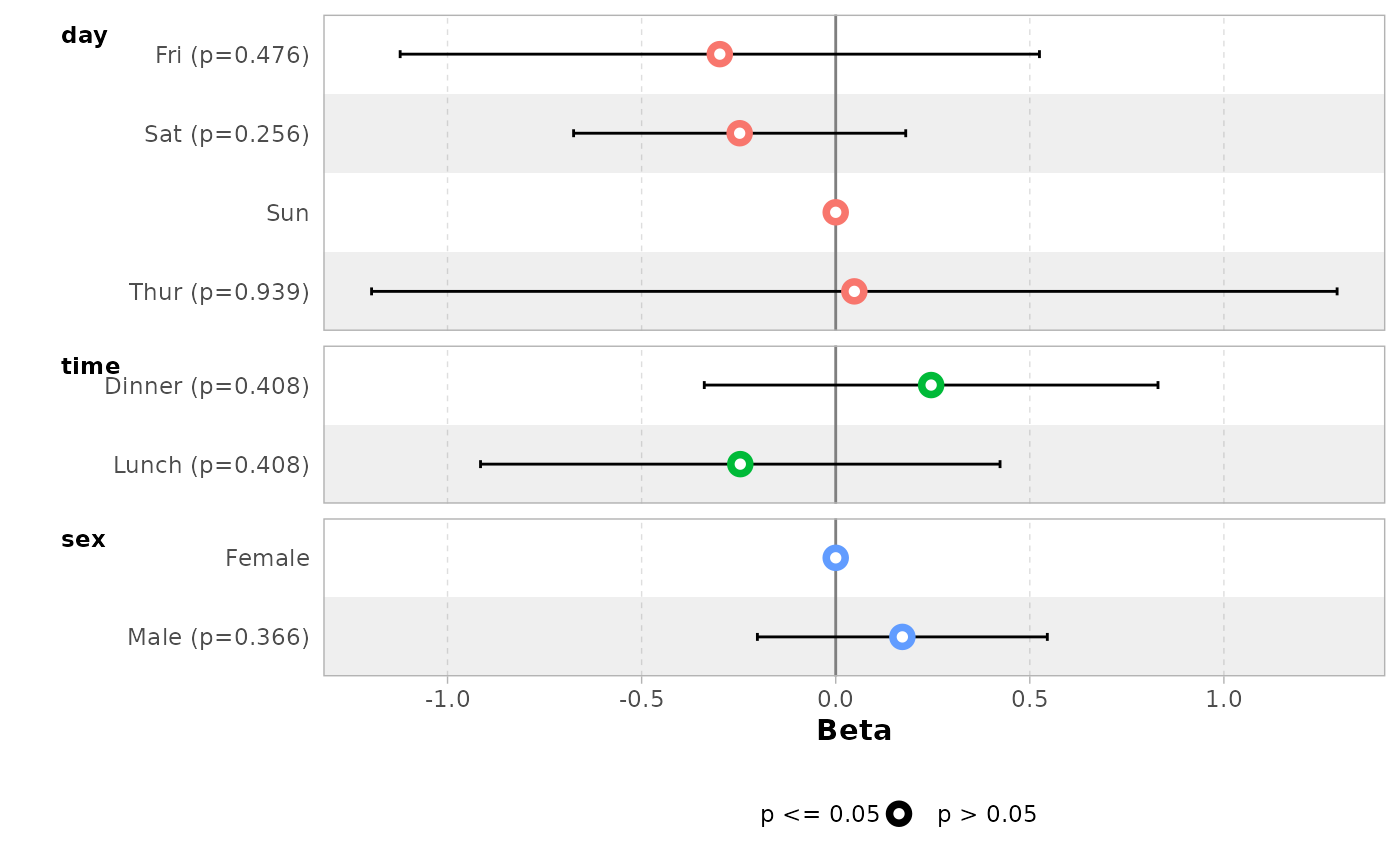 day
Fri (p=0.476)
Sat (p=0.256)
Sun
Thur (p=0.939)
time
Dinner (p=0.408)
Lunch (p=0.408)
sex
Female
Male (p=0.366)
-1.0 -0.5 0.0 0.5 1.0
Beta
p <= 0.05 p > 0.05